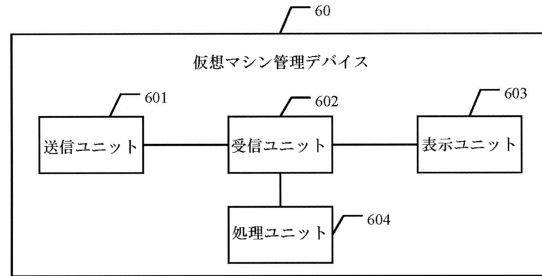 60
仮想マシン管理デバイス
601
602
603
送信ユニット
受信ユニット
表示ユニット
処理ユニット
604